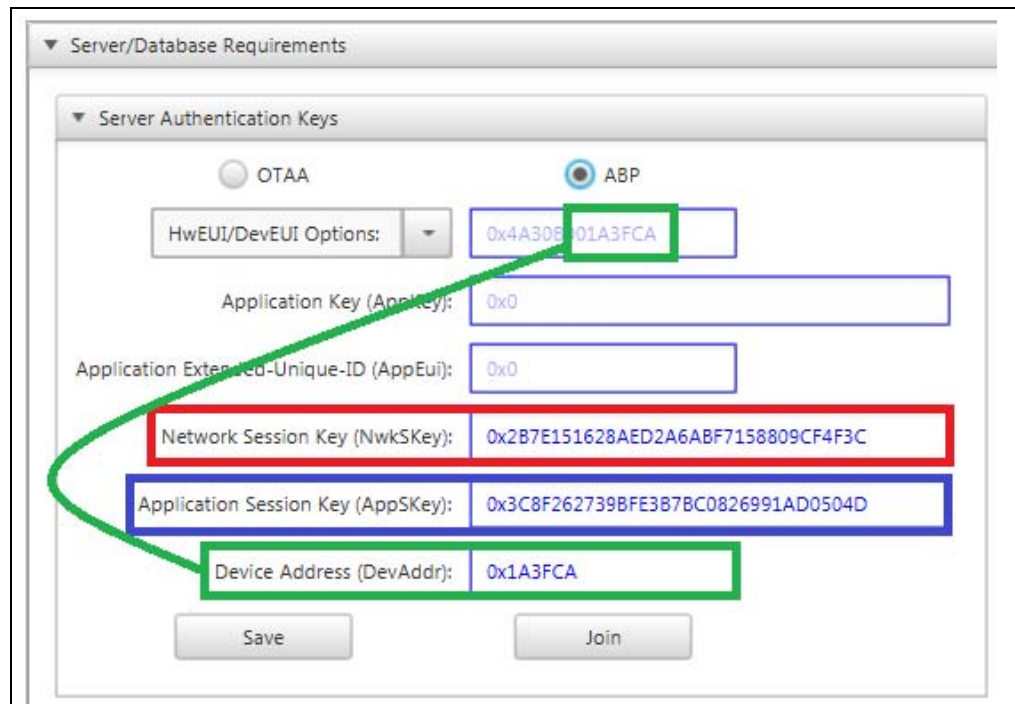 Server/Database Requirements
Server Authentication Keys
OTAA ABP
HwEUI/DevEUI Options: 0x4A30B001A3FCA
Application Key (AppKey): 0x0
Application Extended-Unique-ID (AppEui): 0x0
Network Session Key (NwkSKey): 0x2B7E151628AED2A6ABF7158809CF4F3C
Application Session Key (AppSKey): 0x3C8F262739BFE3B7BC0826991AD0504D
Device Address (DevAddr): 0x1A3FCA
Save Join